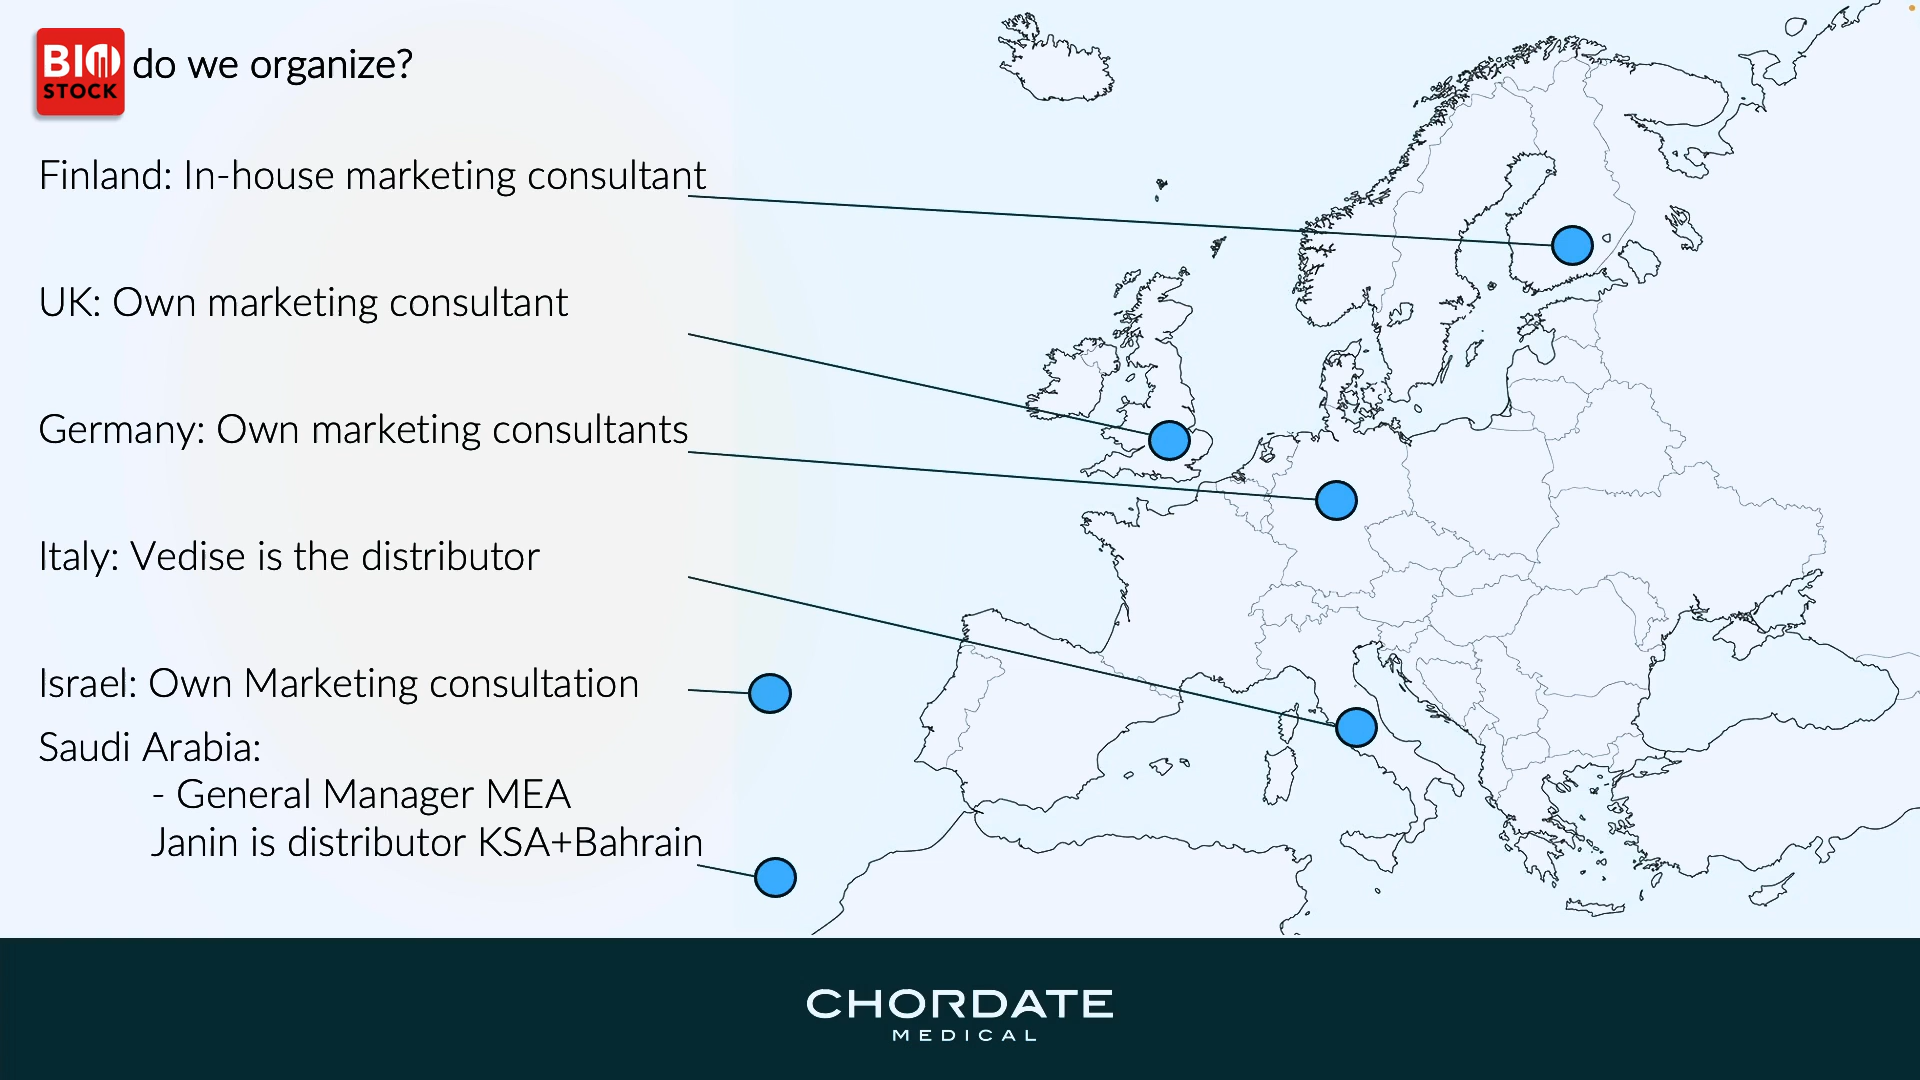 BIO
STOCK
do we organize?
Finland: In-house marketing consultant
UK: Own marketing consultant
Germany: Own marketing consultants
Italy: Vedise is the distributor
Israel: Own Marketing consultation
Saudi Arabia:
- General Manager MEA
Janin is distributor KSA+Bahrain
CHORDATE
MEDICAL